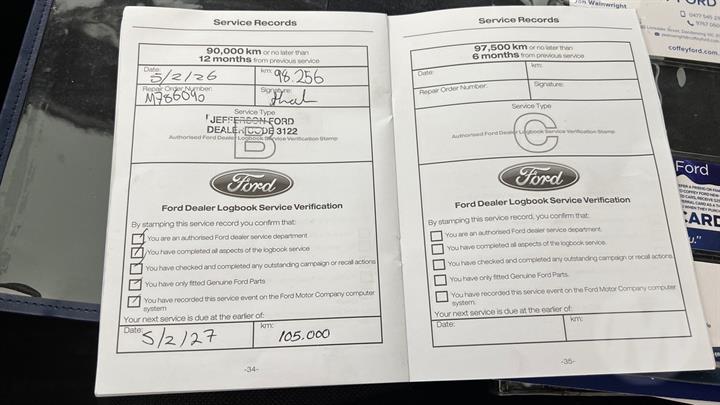 Service Records
90,000 km or no later than
12 months from previous service
Date: 5/2/26 km: 98.256
Repair Order Number: M786090 Signature:
Service Type
B
JEFFERSON FORD
DEALER CODE 3122
Authorised Ford Dealer Logbook Service Verification Stamp
Ford
Ford Dealer Logbook Service Verification
By stamping this service record you confirm that:
You are an authorised Ford dealer service department
You have completed all aspects of the logbook service
You have checked and completed any outstanding campaign or recall actions
You have only fitted Genuine Ford Parts
You have recorded this service event on the Ford Motor Company computer
system
Your next service is due at the earlier of:
Date: 5/2/27 km: 105.000
-34-
Service Records
97,500 km or no later than
6 months from previous service
Date: km:
Repair Order Number: Signature:
Service Type
C
Authorised Ford Dealer Logbook Service Verification Stamp
Ford
Ford Dealer Logbook Service Verification
By stamping this service record you confirm that:
You are an authorised Ford dealer service department.
You have completed all aspects of the logbook service.
You have checked and completed any outstanding campaign or recall actions
You have only fitted Genuine Ford Parts.
You have recorded this service event on the Ford Motor Company computer
system.
Your next service is due at the earlier of:
Date: km:
-35-
Jon Wainwright
FORD
coffeyford.com
Ford